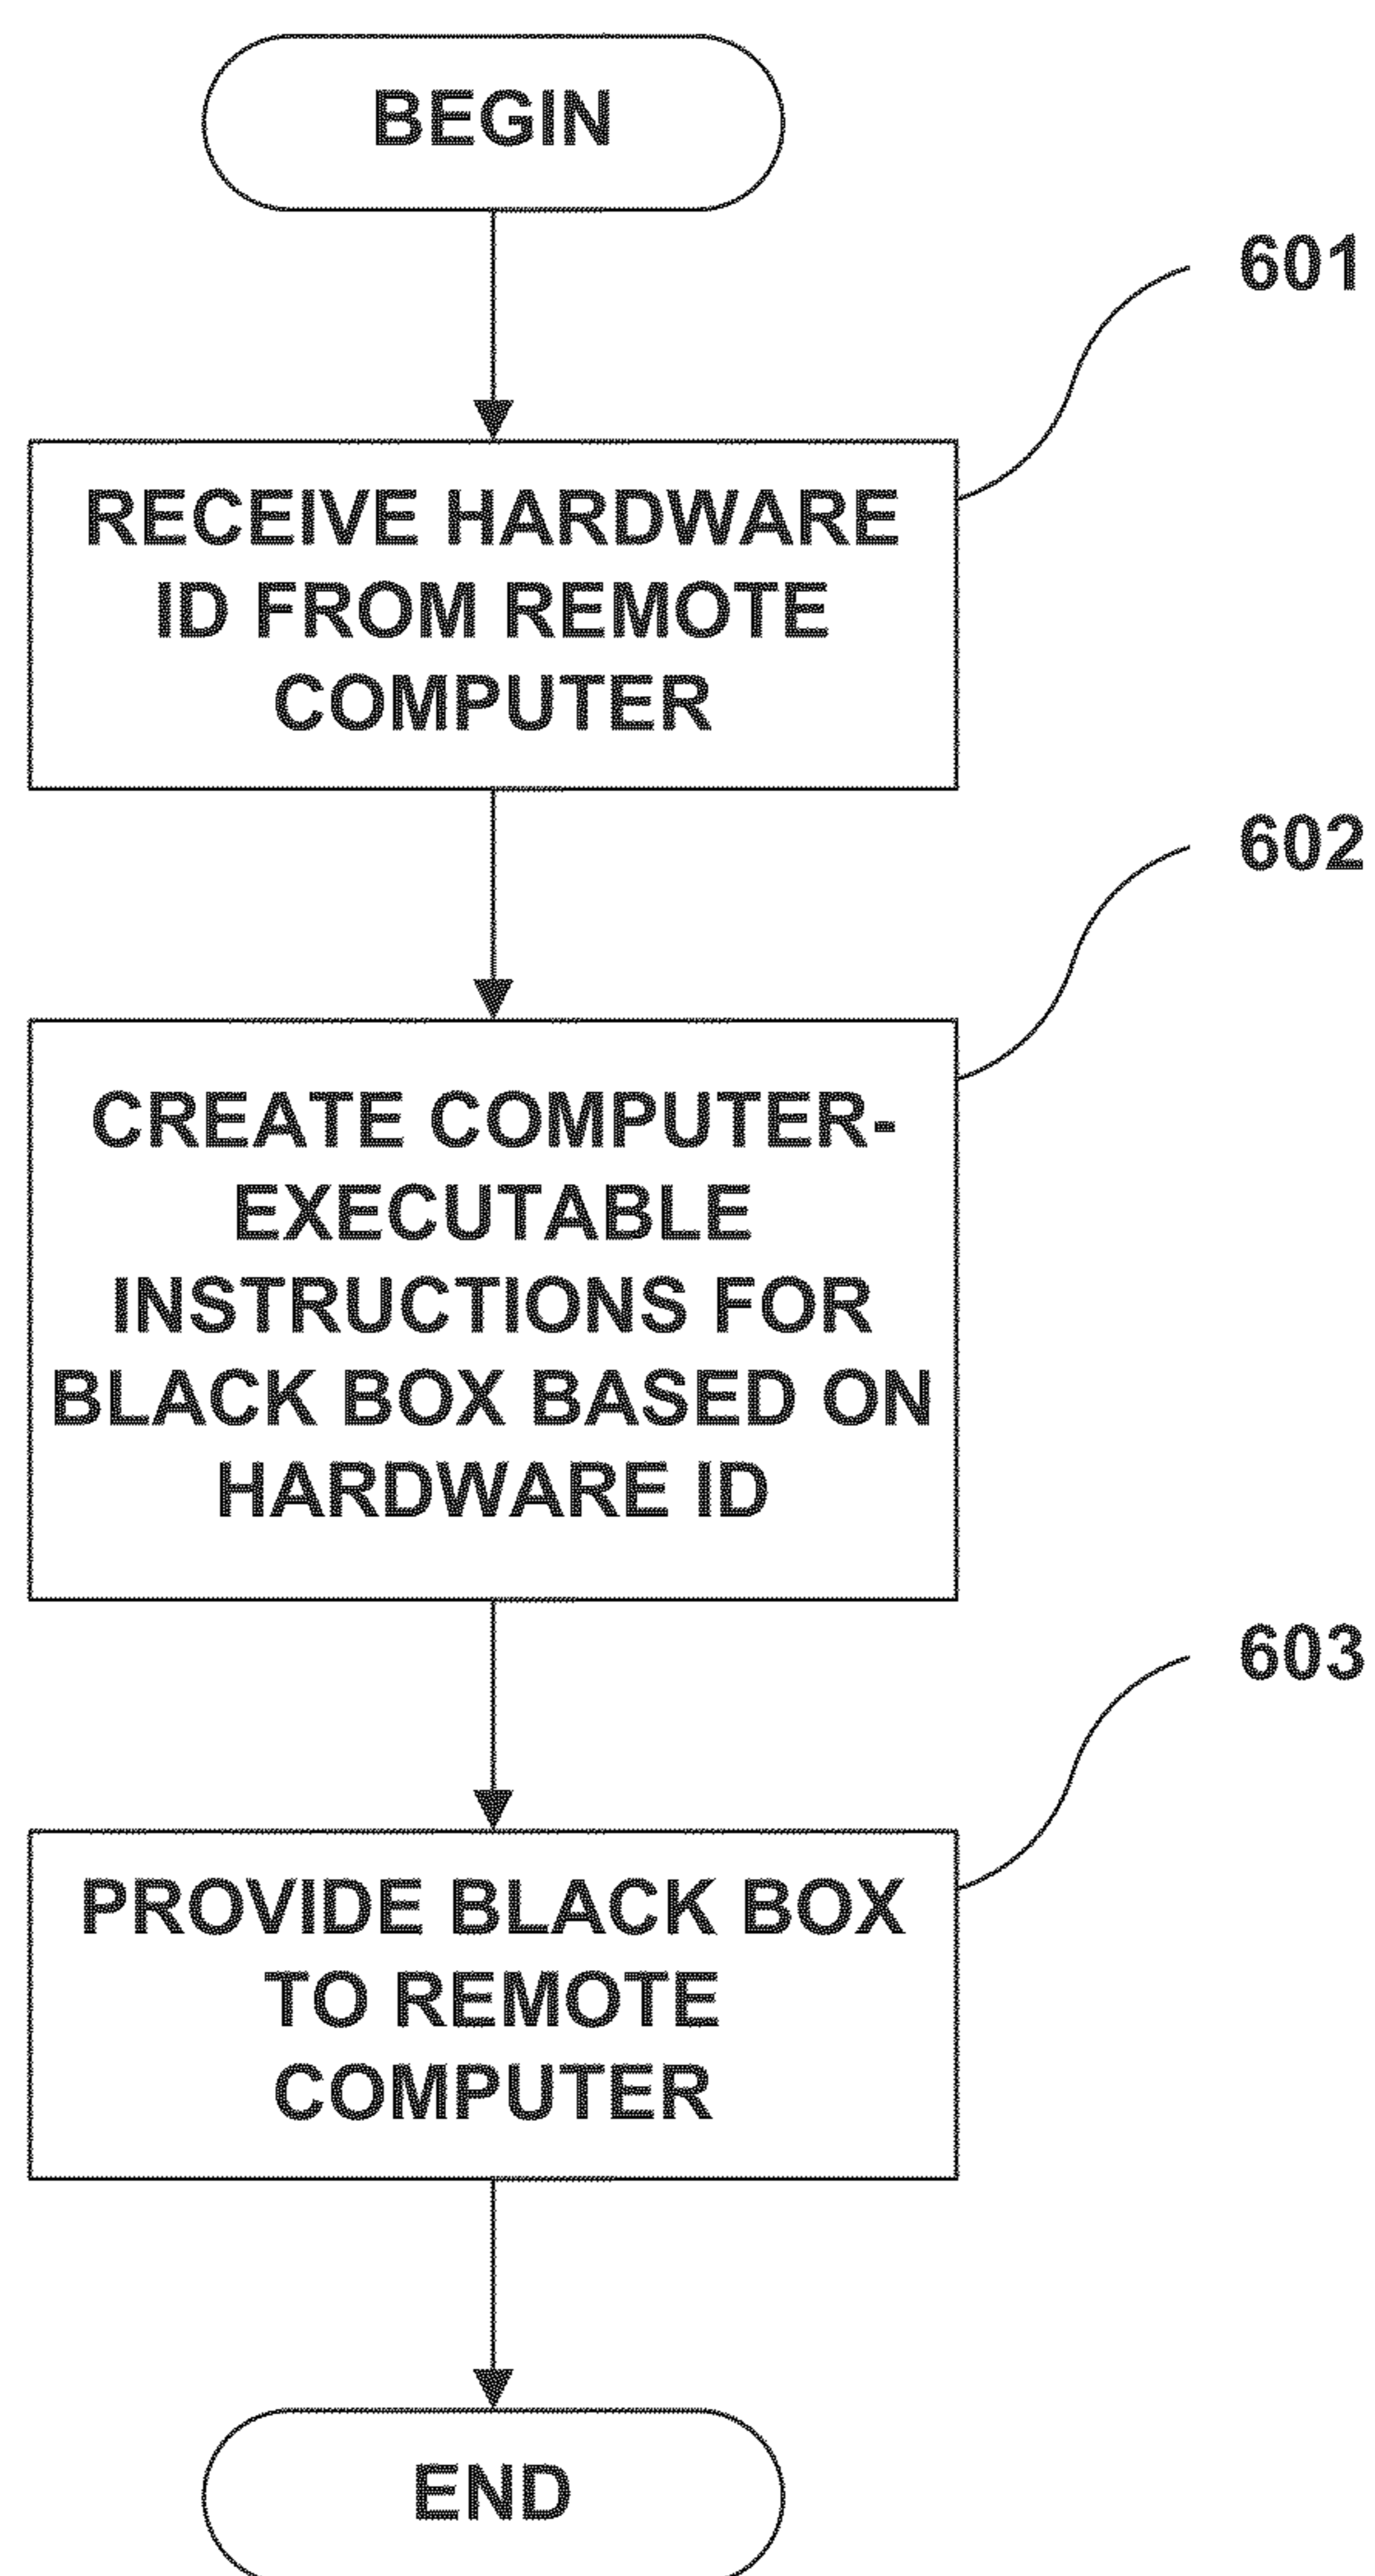 BEGIN
601
RECEIVE HARDWARE
ID FROM REMOTE
COMPUTER
602
CREATE COMPUTER-
EXECUTABLE
INSTRUCTIONS FOR
BLACK BOX BASED ON
HARDWARE ID
603
PROVIDE BLACK BOX
TO REMOTE
COMPUTER
END